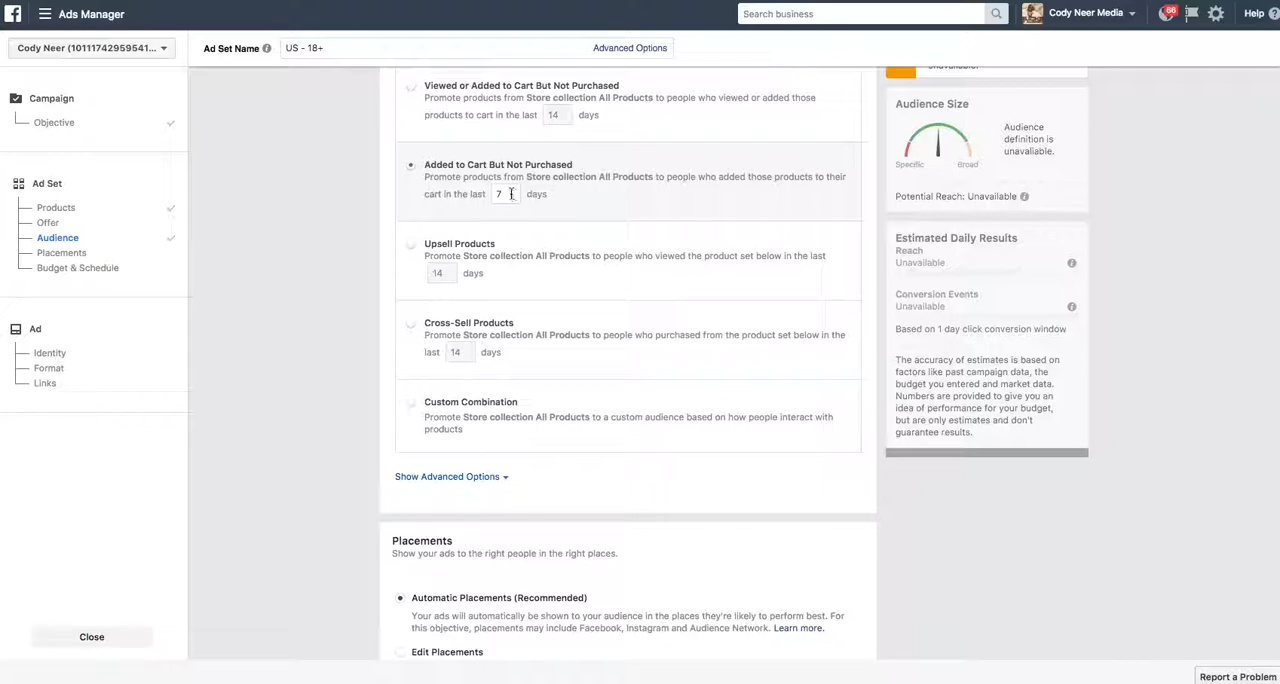 Ads Manager
Search business
Cody Neer Media
66
Help
Cody Neer (10111742959541...
Ad Set Name
US - 18+
Advanced Options
Campaign
Objective
Ad Set
Products
Offer
Audience
Placements
Budget & Schedule
Ad
Identity
Format
Links
Close
Viewed or Added to Cart But Not Purchased
Promote products from Store collection All Products to people who viewed or added those
products to cart in the last 14 days
Added to Cart But Not Purchased
Promote products from Store collection All Products to people who added those products to their
cart in the last 7 days
Upsell Products
Promote Store collection All Products to people who viewed the product set below in the last
14 days
Cross-Sell Products
Promote Store collection All Products to people who purchased from the product set below in the
last 14 days
Custom Combination
Promote Store collection All Products to a custom audience based on how people interact with
products
Show Advanced Options
Placements
Show your ads to the right people in the right places.
Automatic Placements (Recommended)
Your ads will automatically be shown to your audience in the places they're likely to perform best. For
this objective, placements may include Facebook, Instagram and Audience Network. Learn more.
Edit Placements
unavailable.
Audience Size
Audience
definition is
unavailable.
Specific
Broad
Potential Reach: Unavailable
Estimated Daily Results
Reach
Unavailable
Conversion Events
Unavailable
Based on 1 day click conversion window
The accuracy of estimates is based on
factors like past campaign data, the
budget you entered and market data.
Numbers are provided to give you an
idea of performance for your budget,
but are only estimates and don't
guarantee results.
Report a Problem